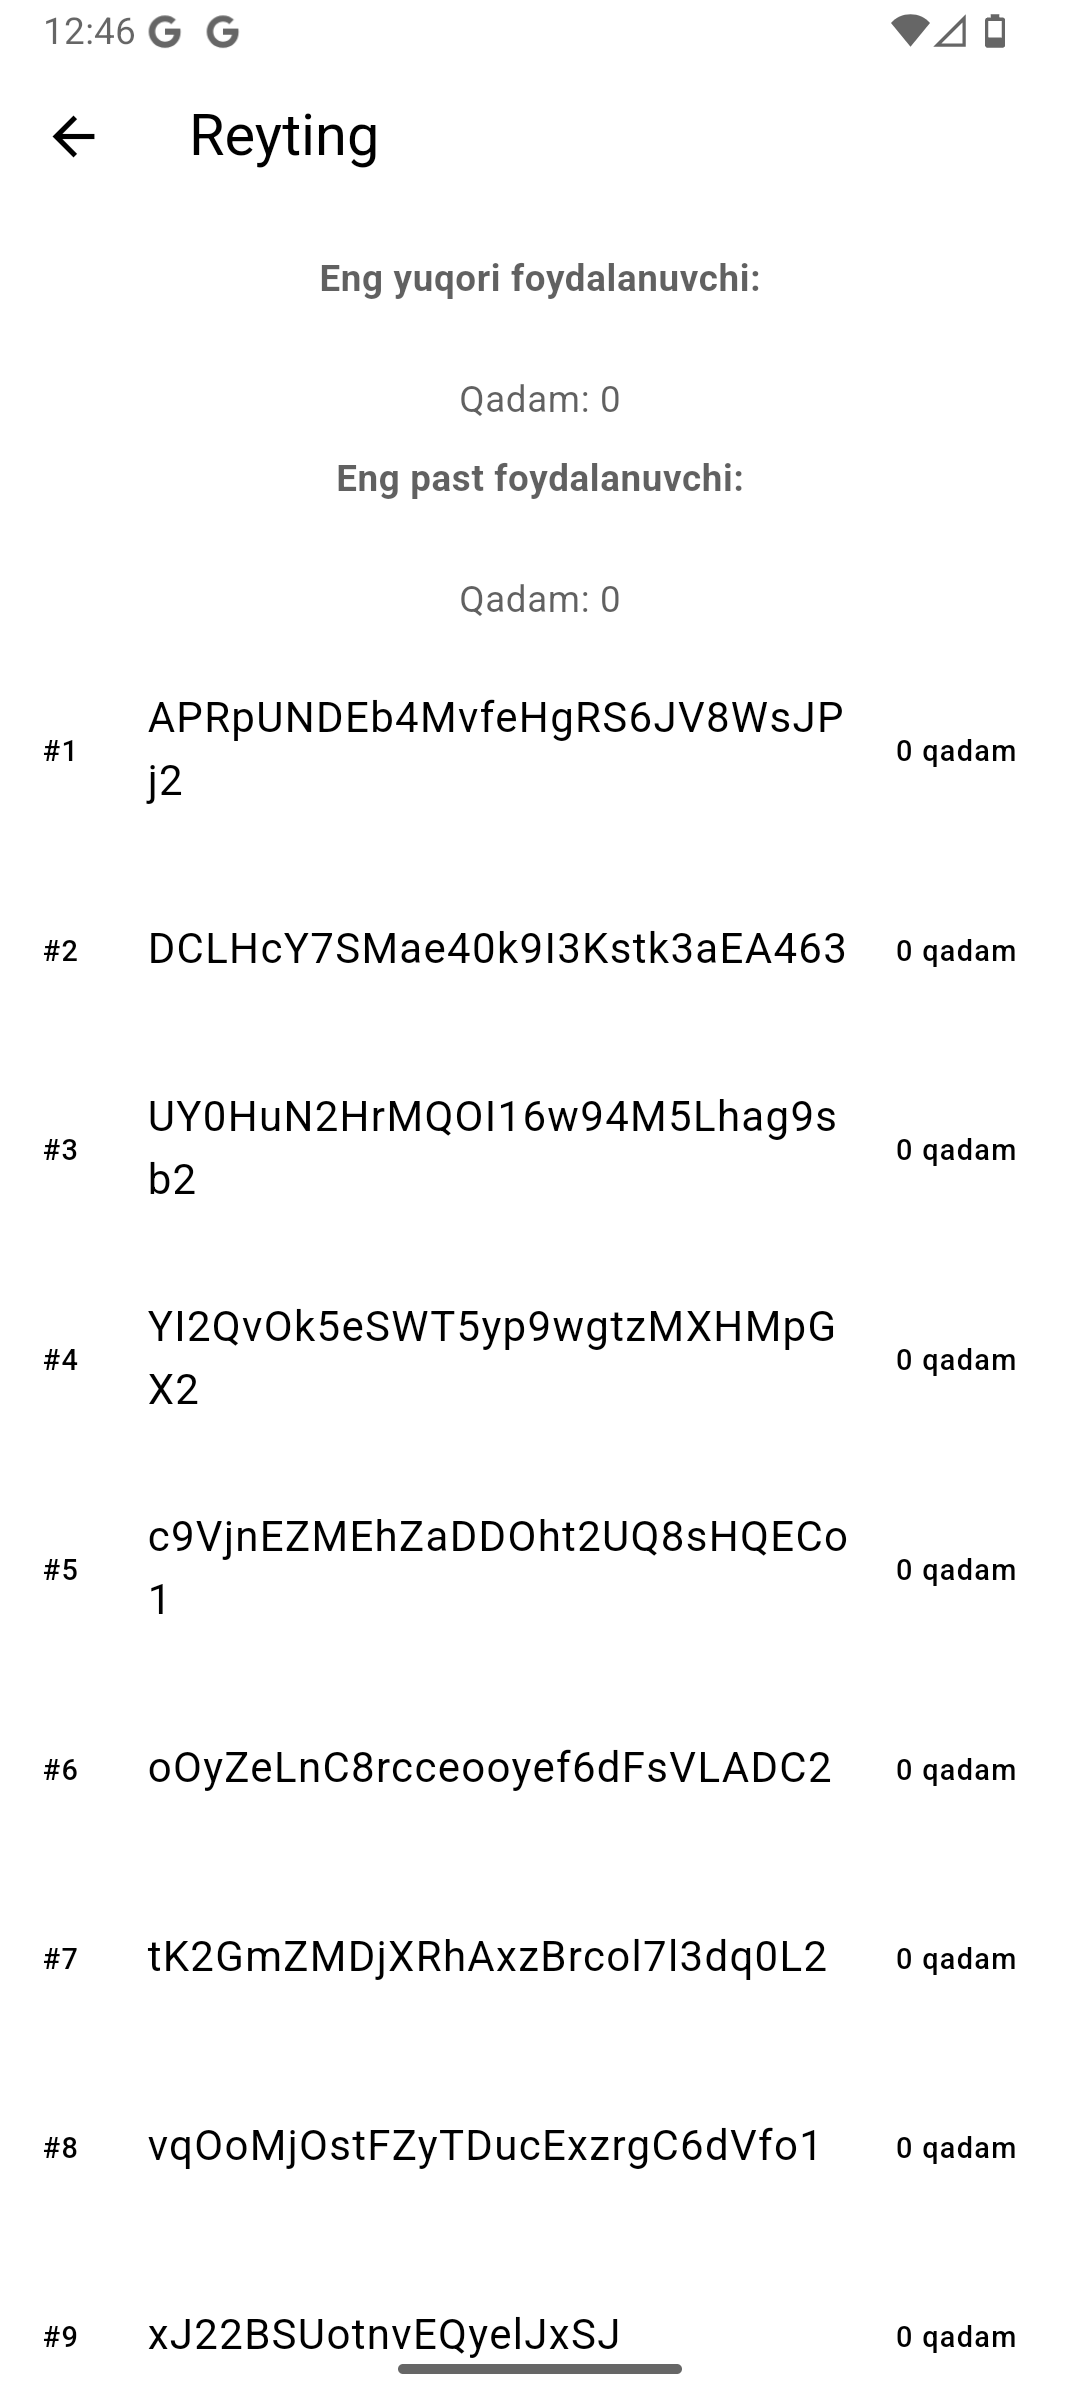 12:46
Reyting
Eng yuqori foydalanuvchi:
Qadam: 0
Eng past foydalanuvchi:
Qadam: 0
#1 APRpUNDEb4MvfeHgRS6JV8WsJP 0 qadam
j2
#2 DCLHcY7SMae40k9I3Kstk3aEA463 0 qadam
#3 UY0HuN2HrMQOI16w94M5Lhag9s 0 qadam
b2
#4 YI2QvOk5eSWT5yp9wgtzMXHMpG 0 qadam
X2
#5 c9VjnEZMEhZaDDOht2UQ8sHQECo 0 qadam
1
#6 oOyZeLnC8rcceooyef6dFsVLADC2 0 qadam
#7 tK2GmZMDjXRhAxzBrcol7l3dq0L2 0 qadam
#8 vqOoMjOstFZyTDucExzrgC6dVfo1 0 qadam
#9 xJ22BSUotnvEQyelJxSJ 0 qadam